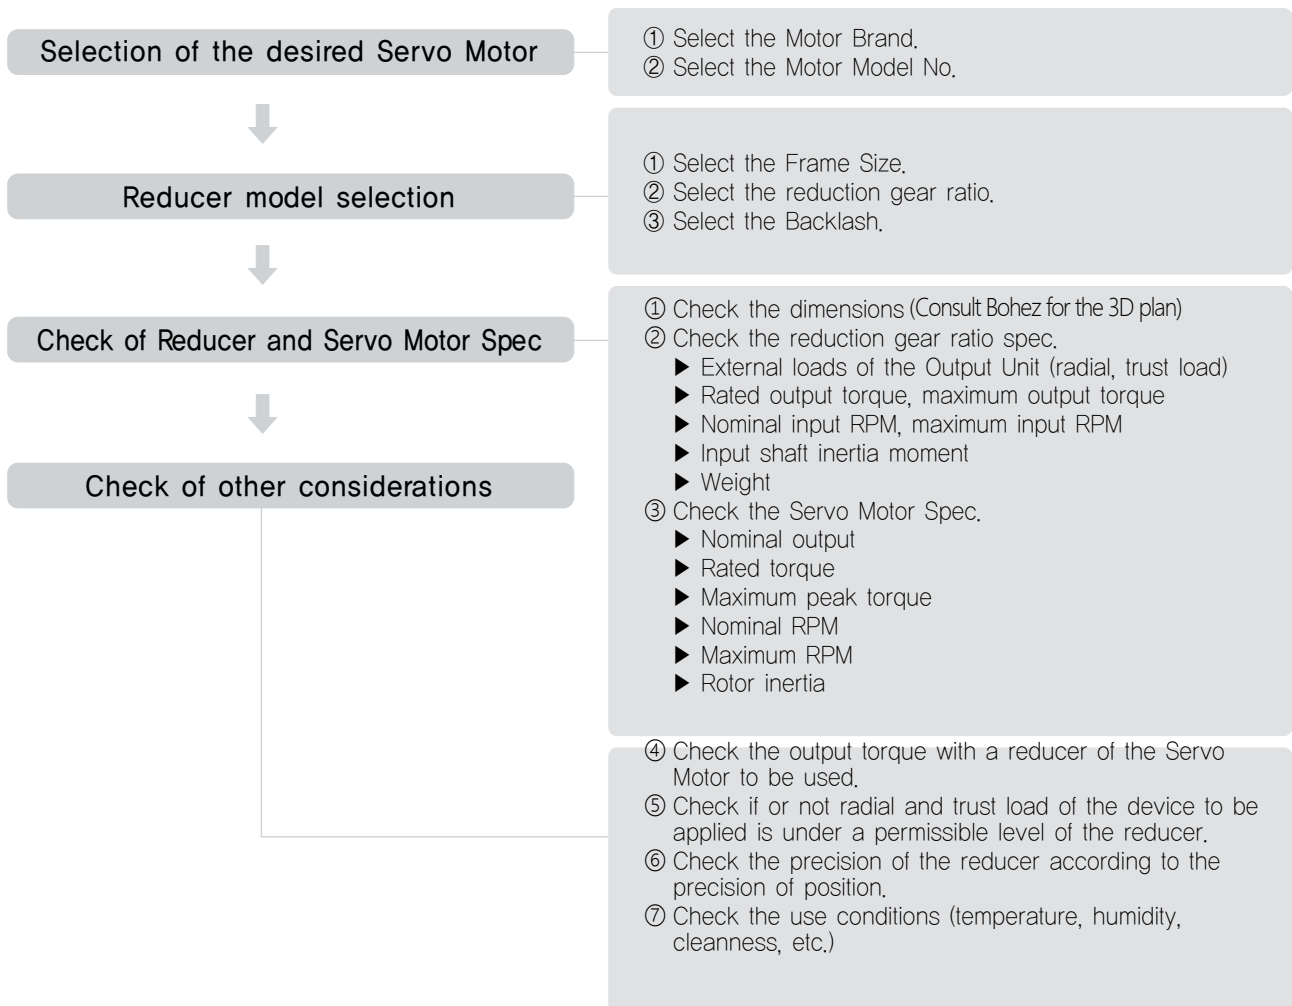 Selection of the desired Servo Motor
① Select the Motor Brand.
② Select the Motor Model No.
Reducer model selection
① Select the Frame Size.
② Select the reduction gear ratio.
③ Select the Backlash.
Check of Reducer and Servo Motor Spec
① Check the dimensions (Consult Bohez for the 3D plan)
② Check the reduction gear ratio spec.
▶ External loads of the Output Unit (radial, trust load)
▶ Rated output torque, maximum output torque
▶ Nominal input RPM, maximum input RPM
▶ Input shaft inertia moment
▶ Weight
③ Check the Servo Motor Spec.
▶ Nominal output
▶ Rated torque
▶ Maximum peak torque
▶ Nominal RPM
▶ Maximum RPM
▶ Rotor inertia
Check of other considerations
④ Check the output torque with a reducer of the Servo
Motor to be used.
⑤ Check if or not radial and trust load of the device to be
applied is under a permissible level of the reducer.
⑥ Check the precision of the reducer according to the
precision of position.
⑦ Check the use conditions (temperature, humidity,
cleanness, etc.)